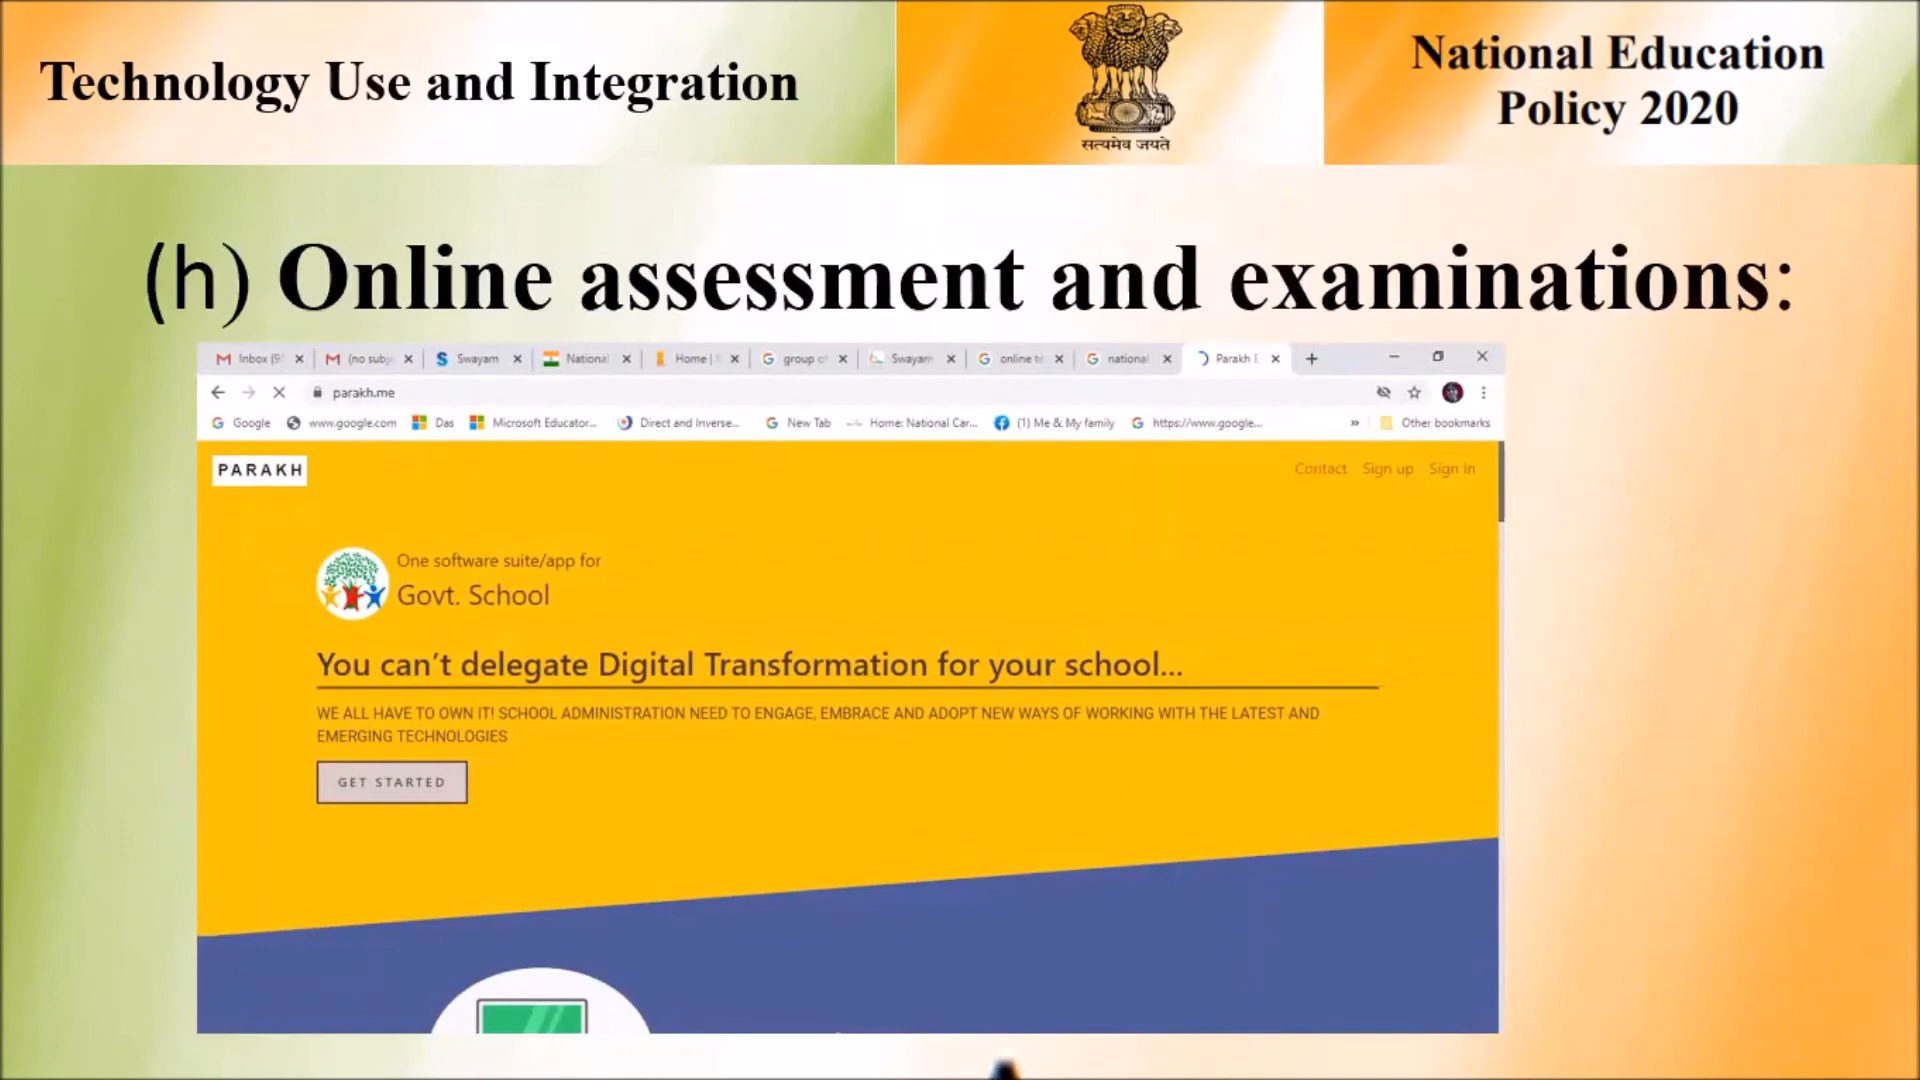 Technology Use and Integration
सत्यमेव जयते
National Education
Policy 2020
(h) Online assessment and examinations:
Inbox (9 (no subj Swayam National Home | group of Swayam online te national Parakh E
parakh.me
Google www.google.com Das Microsoft Educator... Direct and Inverse... New Tab Home: National Car... (1) Me & My family https://www.google... » Other bookmarks
PARAKH
Contact Sign up Sign In
One software suite/app for
Govt. School
You can't delegate Digital Transformation for your school...
WE ALL HAVE TO OWN IT! SCHOOL ADMINISTRATION NEED TO ENGAGE, EMBRACE AND ADOPT NEW WAYS OF WORKING WITH THE LATEST AND
EMERGING TECHNOLOGIES
GET STARTED